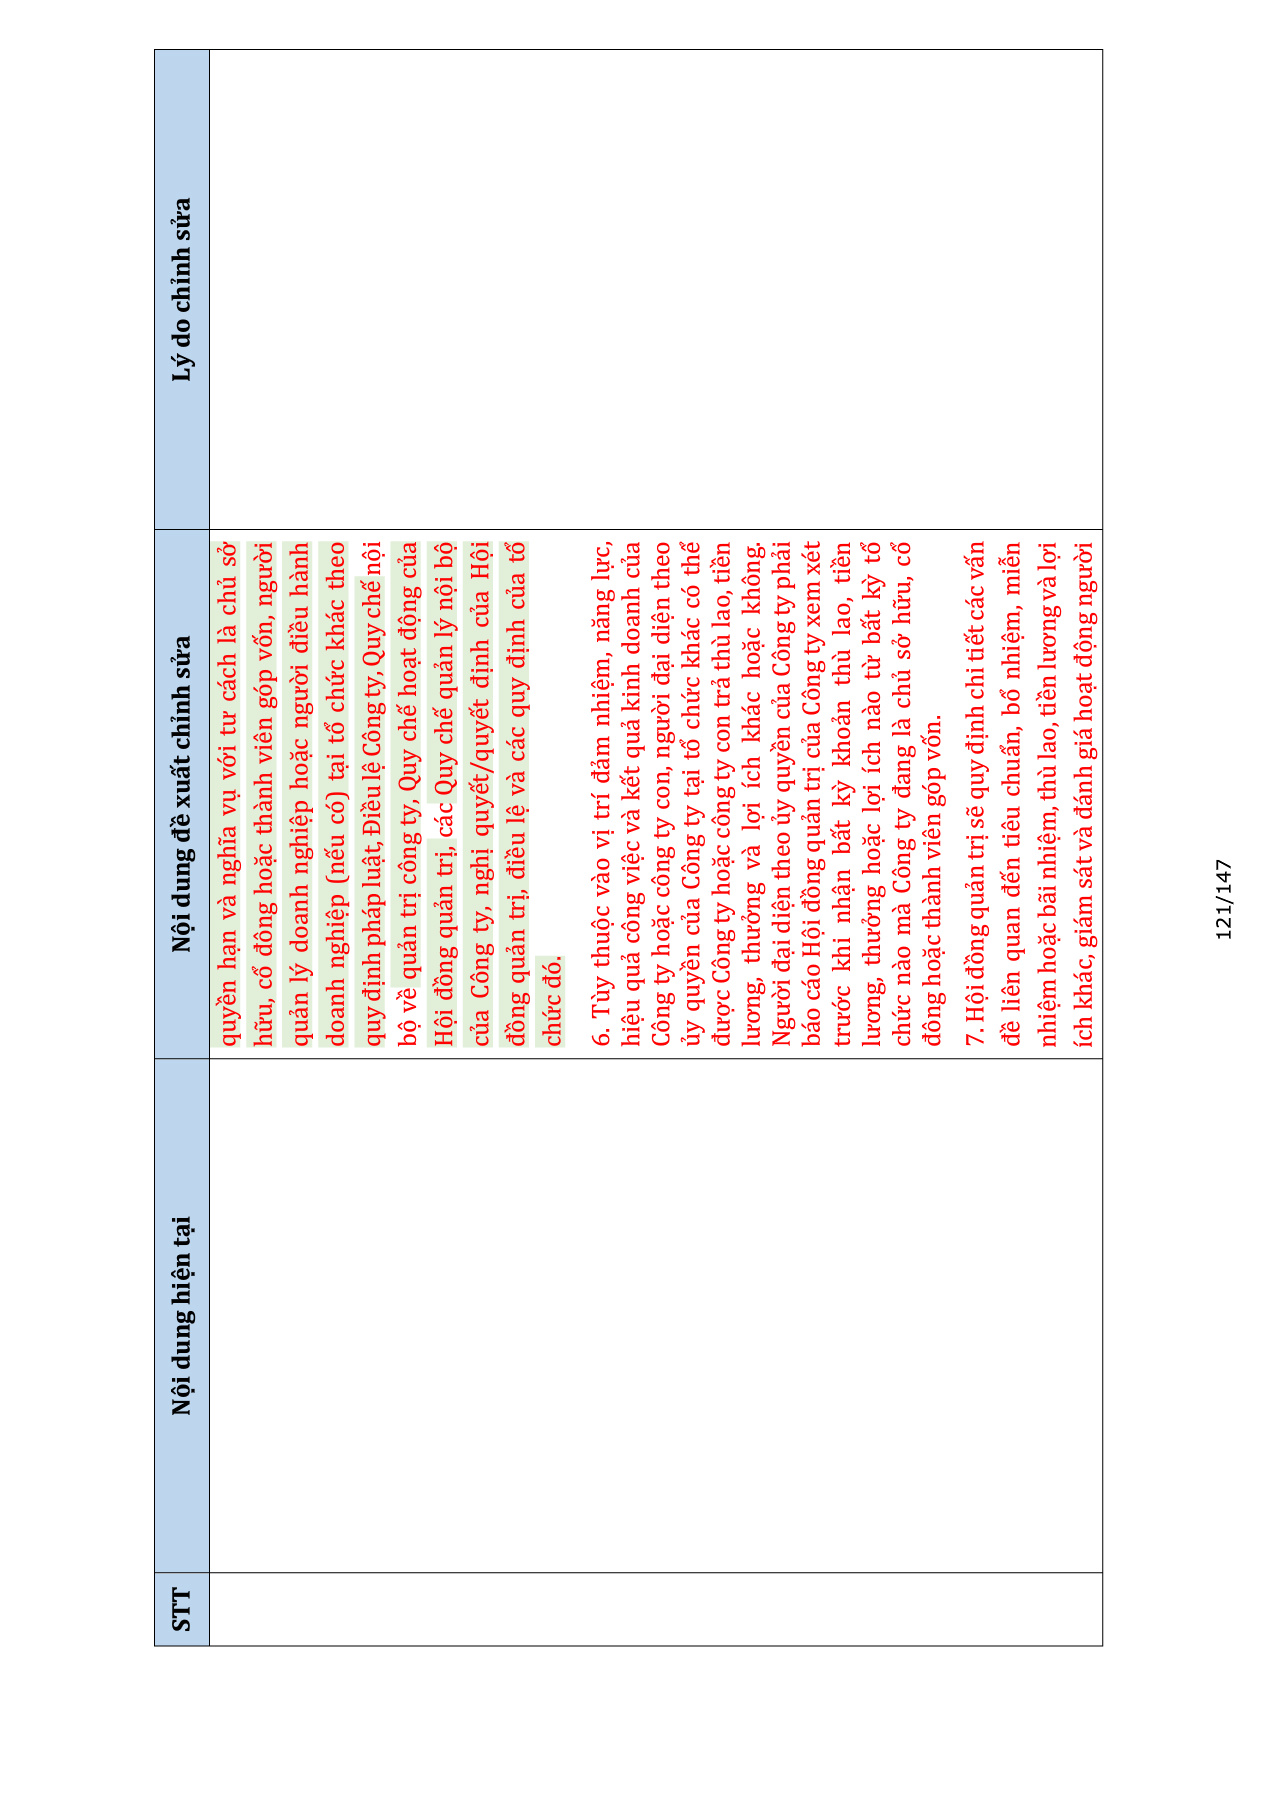 STT
Nội dung hiện tại
Nội dung đề xuất chỉnh sửa
Lý do chỉnh sửa
quyền hạn và nghĩa vụ với tư cách là chủ sở
hữu, cổ đông hoặc thành viên góp vốn, người
quản lý doanh nghiệp hoặc người điều hành
doanh nghiệp (nếu có) tại tổ chức khác theo
quy định pháp luật, Điều lệ Công ty, Quy chế nội
bộ về quản trị công ty, Quy chế hoạt động của
Hội đồng quản trị, các Quy chế quản lý nội bộ
của Công ty, nghị quyết/quyết định của Hội
đồng quản trị, điều lệ và các quy định của tổ
chức đó.
6. Tùy thuộc vào vị trí đảm nhiệm, năng lực,
hiệu quả công việc và kết quả kinh doanh của
Công ty hoặc công ty con, người đại diện theo
ủy quyền của Công ty tại tổ chức khác có thể
được Công ty hoặc công ty con trả thù lao, tiền
lương, thưởng và lợi ích khác hoặc không.
Người đại diện theo ủy quyền của Công ty phải
báo cáo Hội đồng quản trị của Công ty xem xét
trước khi nhận bất kỳ khoản thù lao, tiền
lương, thưởng hoặc lợi ích nào từ bất kỳ tổ
chức nào mà Công ty đang là chủ sở hữu, cổ
đông hoặc thành viên góp vốn.
7. Hội đồng quản trị sẽ quy định chi tiết các vấn
đề liên quan đến tiêu chuẩn, bổ nhiệm, miễn
nhiệm hoặc bãi nhiệm, thù lao, tiền lương và lợi
ích khác, giám sát và đánh giá hoạt động người
121/147